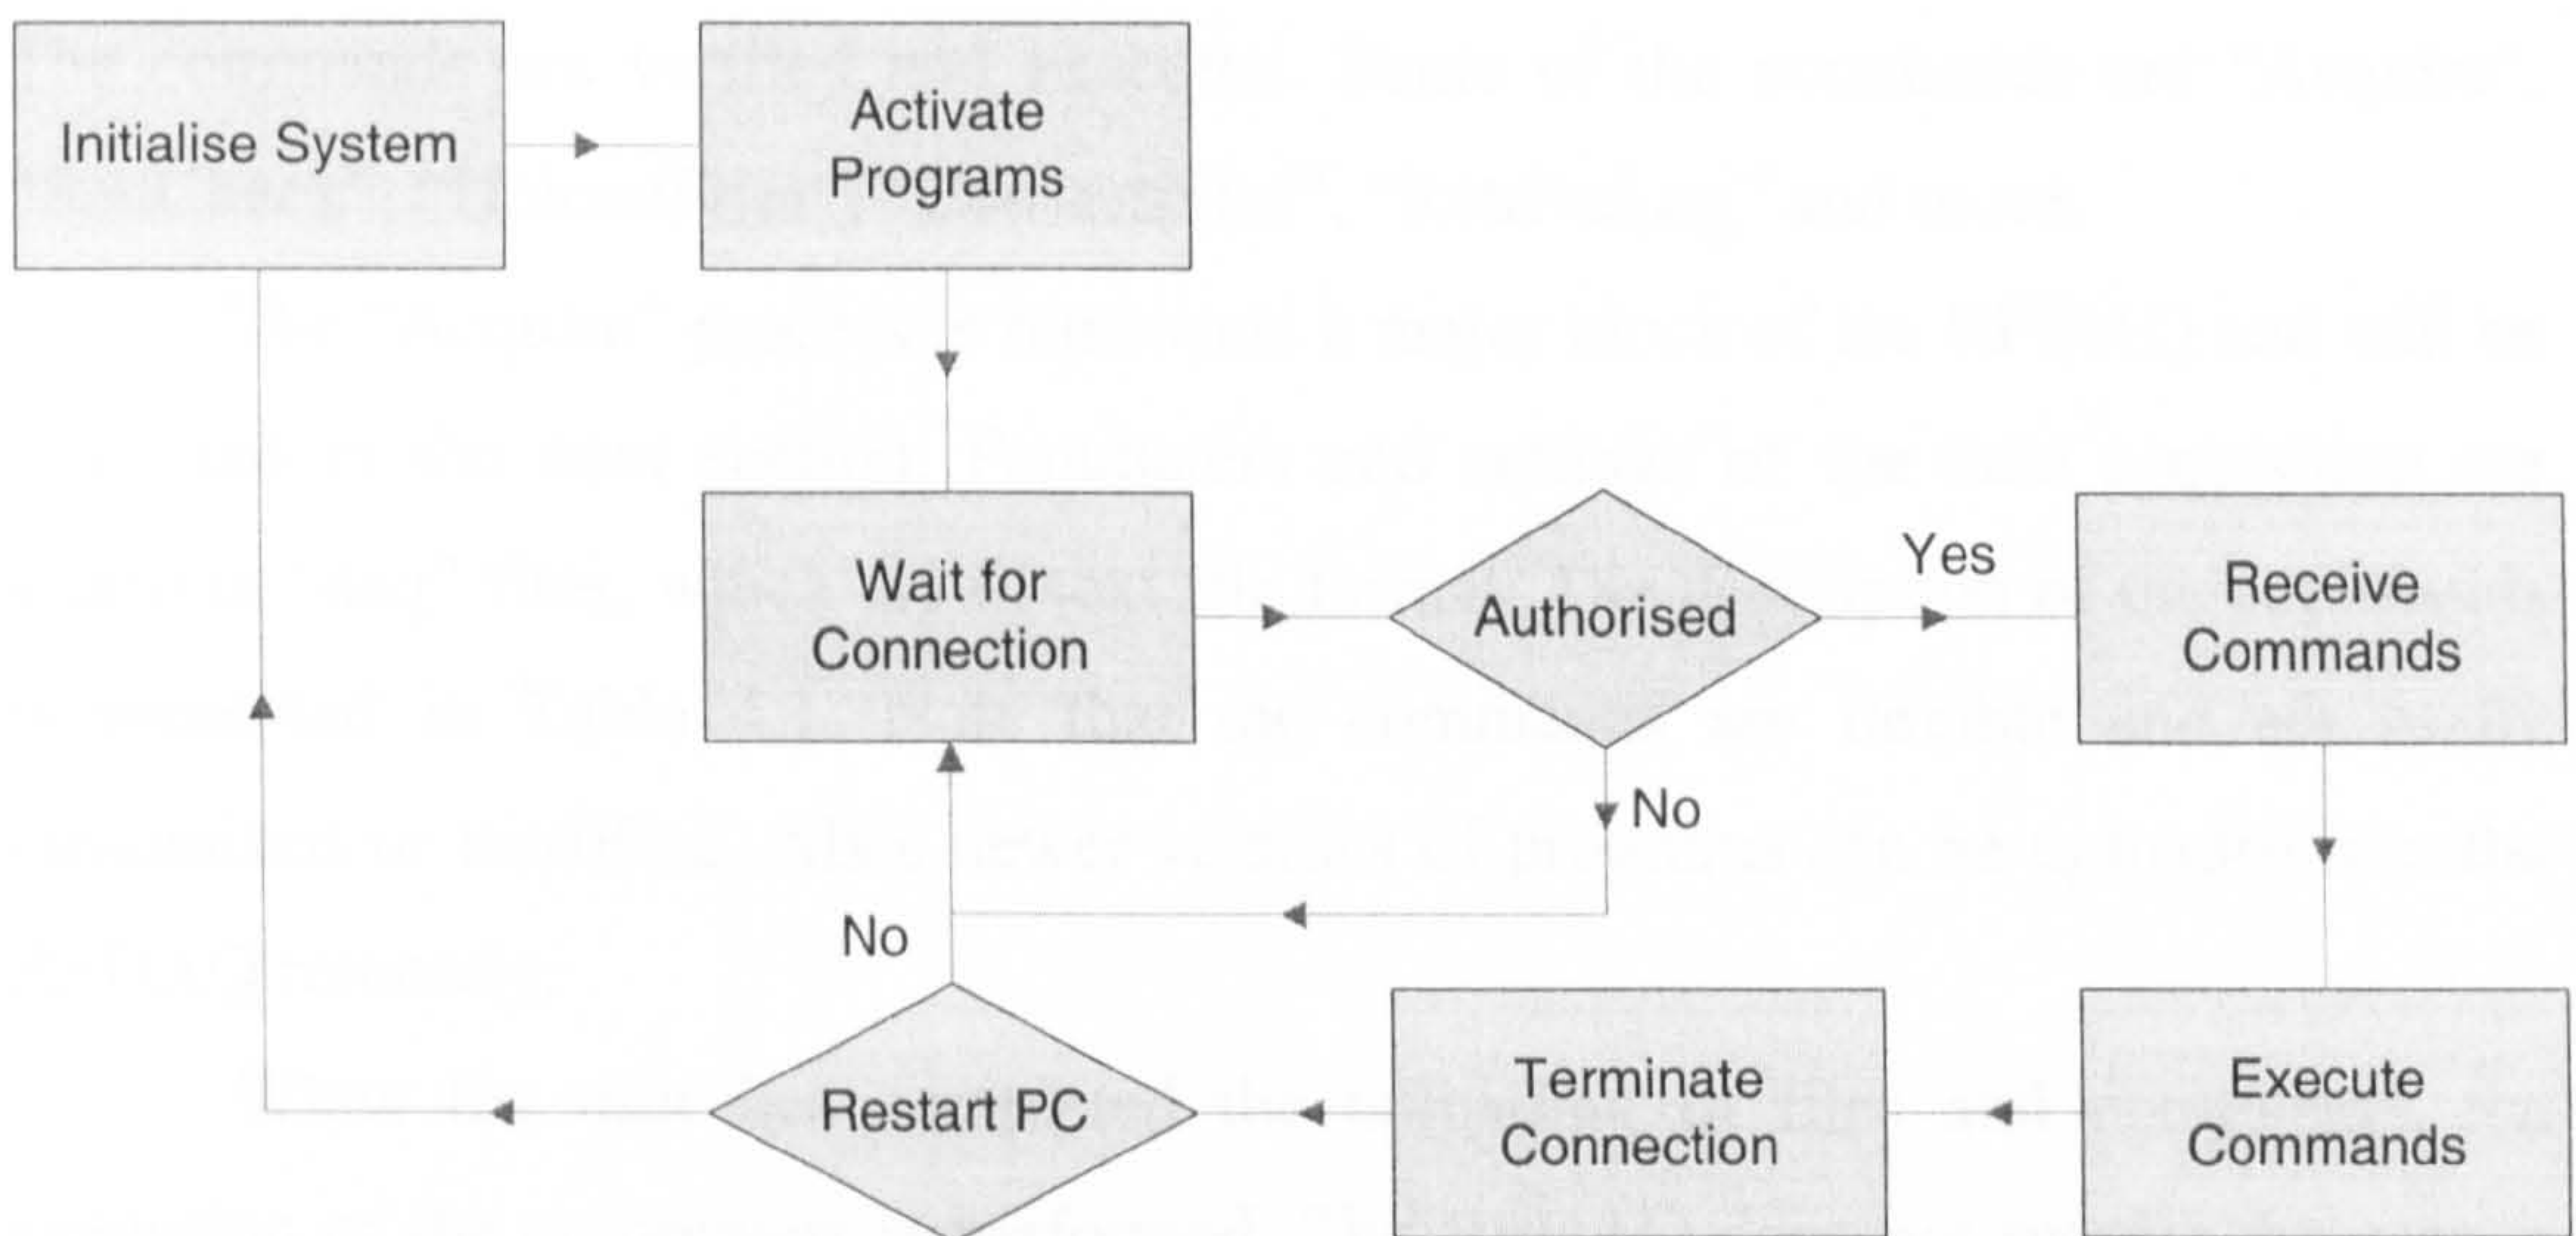 Initialise System
Activate
Programs
Wait for
Connection
Authorised
Yes
Receive
Commands
No
No
Restart PC
Terminate
Connection
Execute
Commands